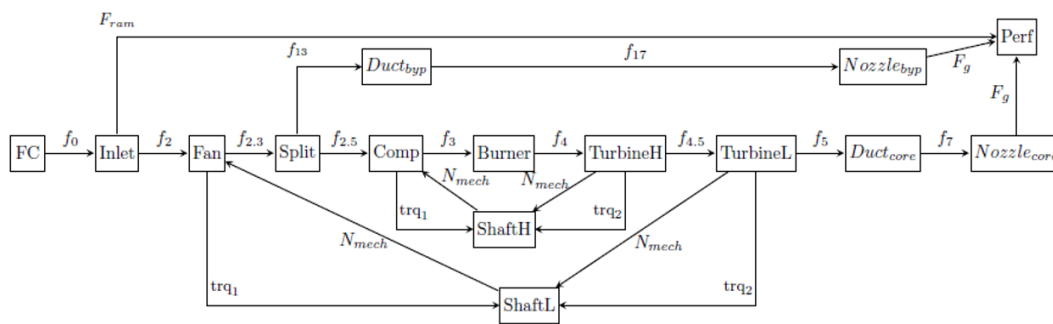 F_ram
Perf
f_13
Duct_byp
f_17
Nozzle_byp
F_g
F_g
FC
f_0
Inlet
f_2
Fan
f_2.3
Split
f_2.5
Comp
f_3
Burner
f_4
TurbineH
f_4.5
TurbineL
f_5
Duct_core
f_7
Nozzle_core
N_mech
N_mech
trq_1
trq_2
ShaftH
N_mech
N_mech
trq_1
trq_2
ShaftL